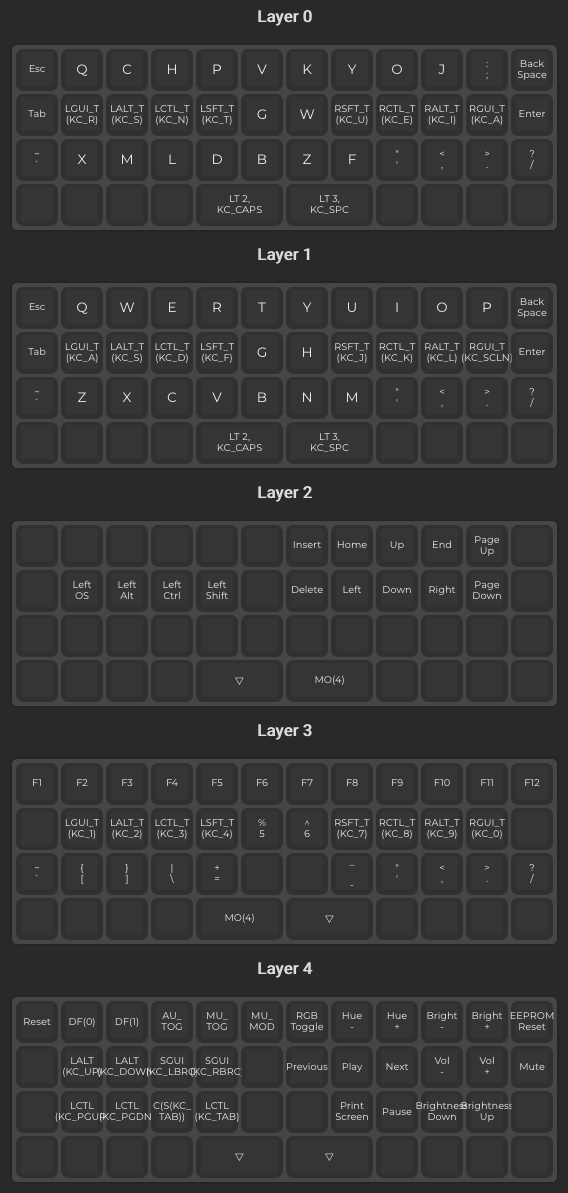 Layer 0
Esc Q C H P V K Y O J : ; Back Space
Tab LGUI_T (KC_R) LALT_T (KC_S) LCTL_T (KC_N) LSFT_T (KC_T) G W RSFT_T (KC_U) RCTL_T (KC_E) RALT_T (KC_I) RGUI_T (KC_A) Enter
~ ` X M L D B Z F " ' < , > . ? /
LT 2, KC_CAPS LT 3, KC_SPC
Layer 1
Esc Q W E R T Y U I O P Back Space
Tab LGUI_T (KC_A) LALT_T (KC_S) LCTL_T (KC_D) LSFT_T (KC_F) G H RSFT_T (KC_J) RCTL_T (KC_K) RALT_T (KC_L) RGUI_T (KC_SCLN) Enter
~ ` Z X C V B N M " ' < , > . ? /
LT 2, KC_CAPS LT 3, KC_SPC
Layer 2
Insert Home Up End Page Up
Left OS Left Alt Left Ctrl Left Shift Delete Left Down Right Page Down
▽ MO(4)
Layer 3
F1 F2 F3 F4 F5 F6 F7 F8 F9 F10 F11 F12
LGUI_T (KC_1) LALT_T (KC_2) LCTL_T (KC_3) LSFT_T (KC_4) % 5 ^ 6 RSFT_T (KC_7) RCTL_T (KC_8) RALT_T (KC_9) RGUI_T (KC_0)
~ ` { [ } ] | \ + = _ - " ' < , > . ? /
MO(4) ▽
Layer 4
Reset DF(0) DF(1) AU_ TOG MU_ TOG MU_ MOD RGB Toggle Hue - Hue + Bright - Bright + EEPROM Reset
LALT (KC_UP) LALT (KC_DOWN) SGUI (KC_LBRC) SGUI (KC_RBRC) Previous Play Next Vol - Vol + Mute
LCTL (KC_PGUP) LCTL (KC_PGDN) C(S(KC_ TAB)) LCTL (KC_TAB) Print Screen Pause Brightness Down Brightness Up
▽ ▽